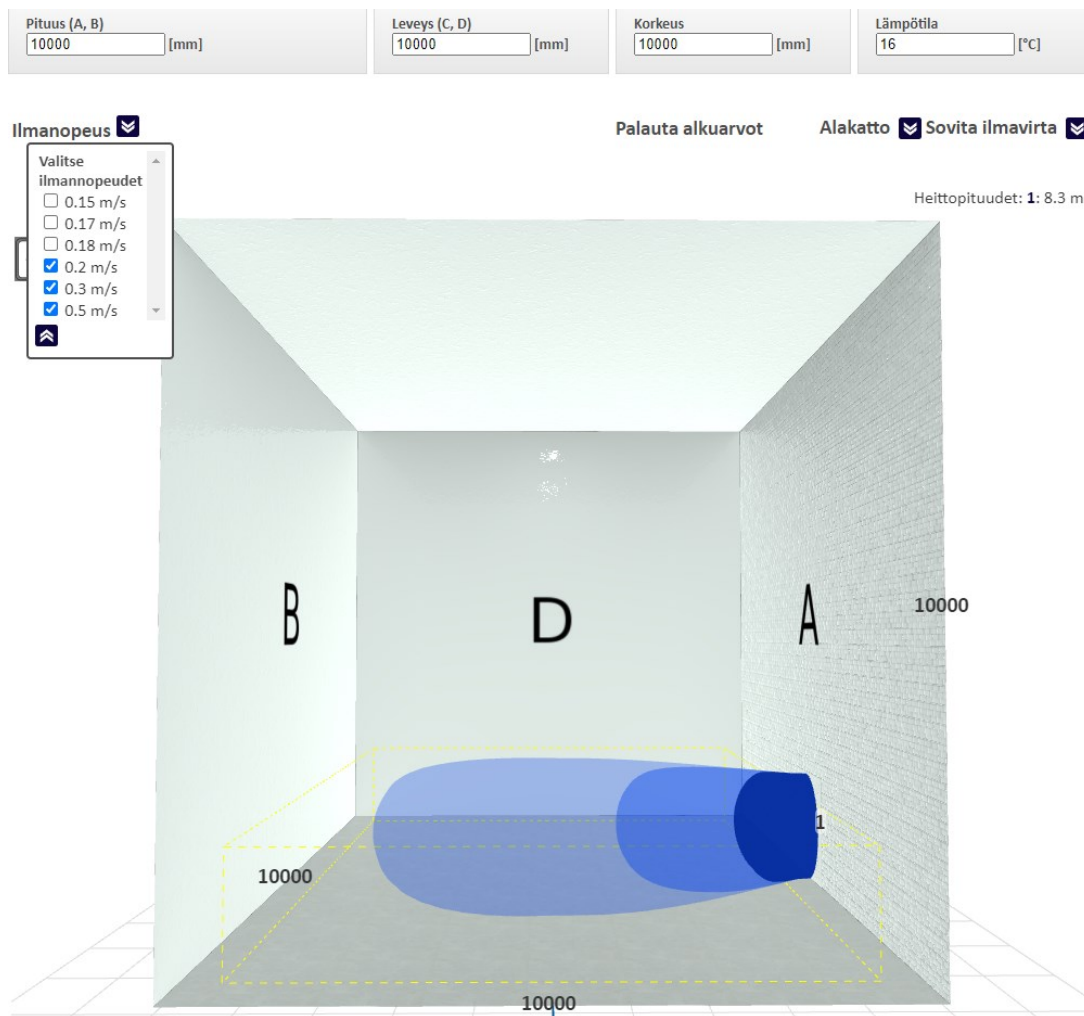 Pituus (A, B)
10000 [mm]
Leveys (C, D)
10000 [mm]
Korkeus
10000 [mm]
Lämpötila
16 [°C]
Ilmanopeus
Palauta alkuarvot
Alakatto
Sovita ilmavirta
Valitse
ilmannopeudet
0.15 m/s
0.17 m/s
0.18 m/s
0.2 m/s
0.3 m/s
0.5 m/s
Heittopituudet: 1: 8.3 m
B
D
A
10000
1
10000
10000